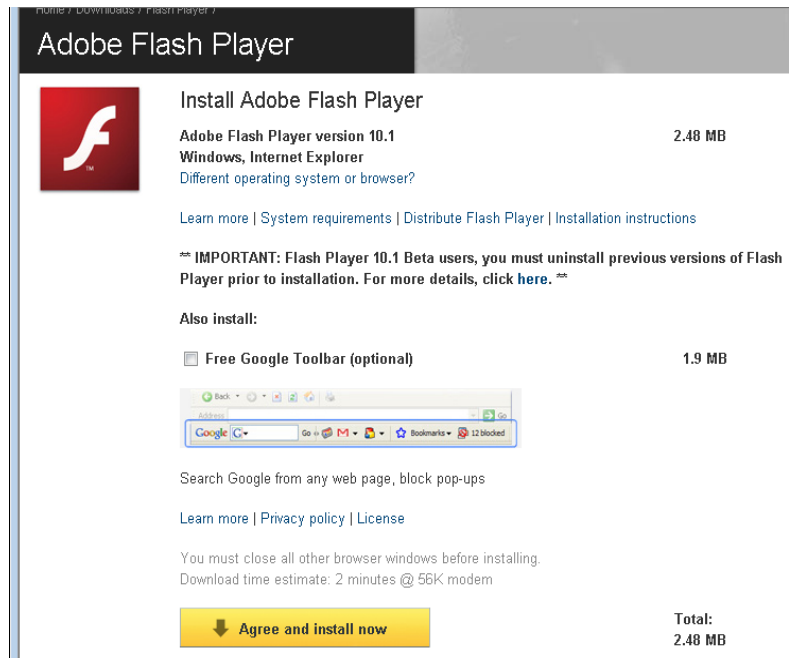 Home / Downloads / Flash Player /
Adobe Flash Player
Install Adobe Flash Player
Adobe Flash Player version 10.1 2.48 MB
Windows, Internet Explorer
Different operating system or browser?
Learn more | System requirements | Distribute Flash Player | Installation instructions
** IMPORTANT: Flash Player 10.1 Beta users, you must uninstall previous versions of Flash
Player prior to installation. For more details, click here. **
Also install:
Free Google Toolbar (optional) 1.9 MB
Back
Address Go
Google G Go Bookmarks 12 blocked
Search Google from any web page, block pop-ups
Learn more | Privacy policy | License
You must close all other browser windows before installing.
Download time estimate: 2 minutes @ 56K modem
Agree and install now
Total:
2.48 MB
TM